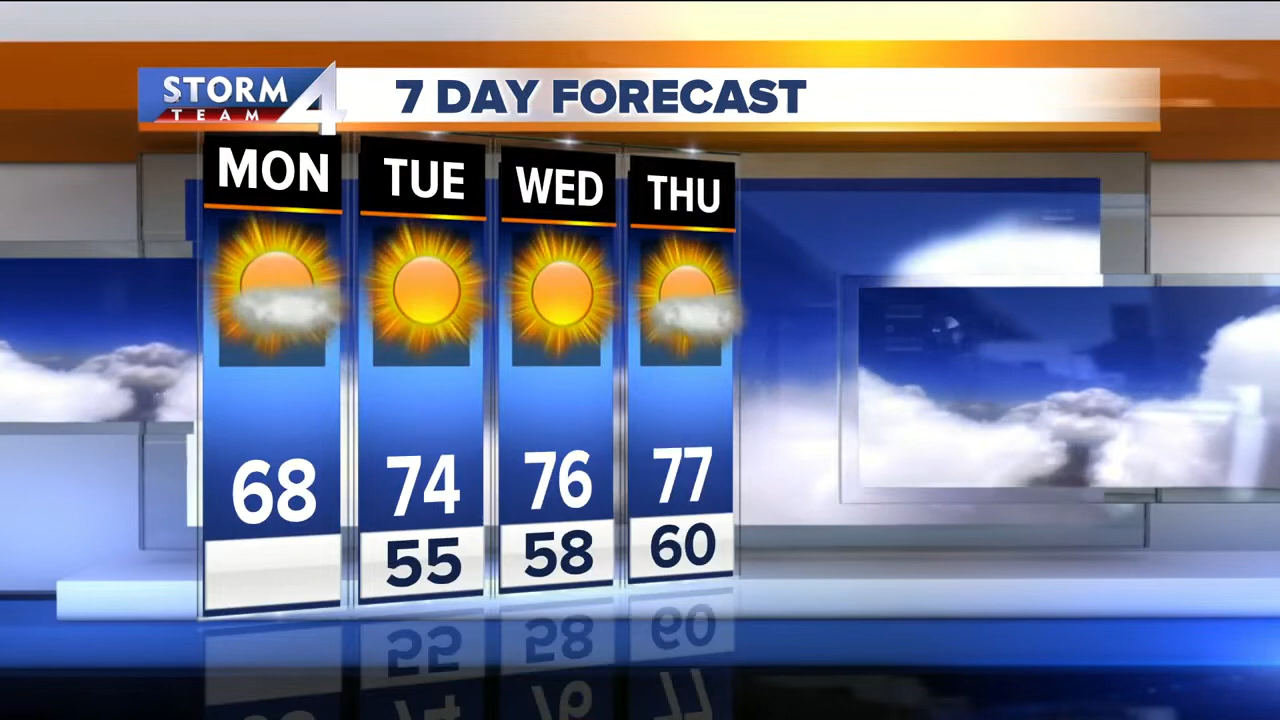 STORM
TEAM 4
7 DAY FORECAST
MON TUE WED THU
68 74 76 77
55 58 60